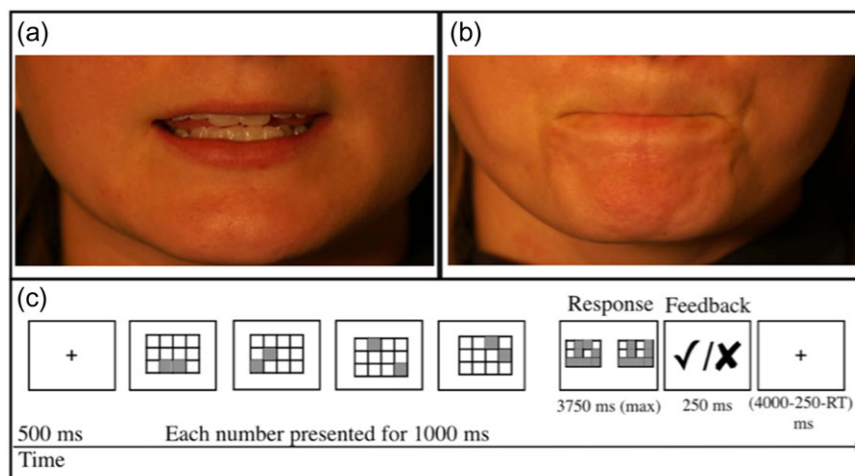 (a)
(b)
(c)
Response Feedback
3750 ms (max) 250 ms (4000-250-RT)
ms
500 ms Each number presented for 1000 ms
Time